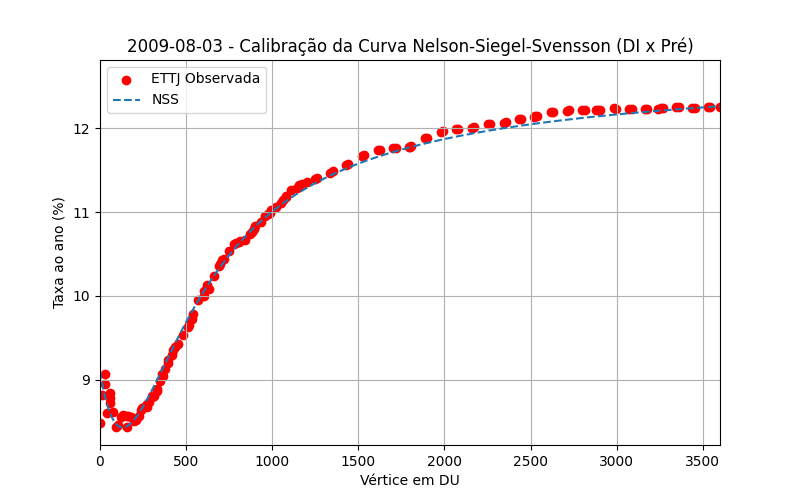 2009-08-03 - Calibração da Curva Nelson-Siegel-Svensson (DI x Pré)
ETTJ Observada
NSS
Taxa ao ano (%)
12
11
10
9
0 500 1000 1500 2000 2500 3000 3500
Vértice em DU